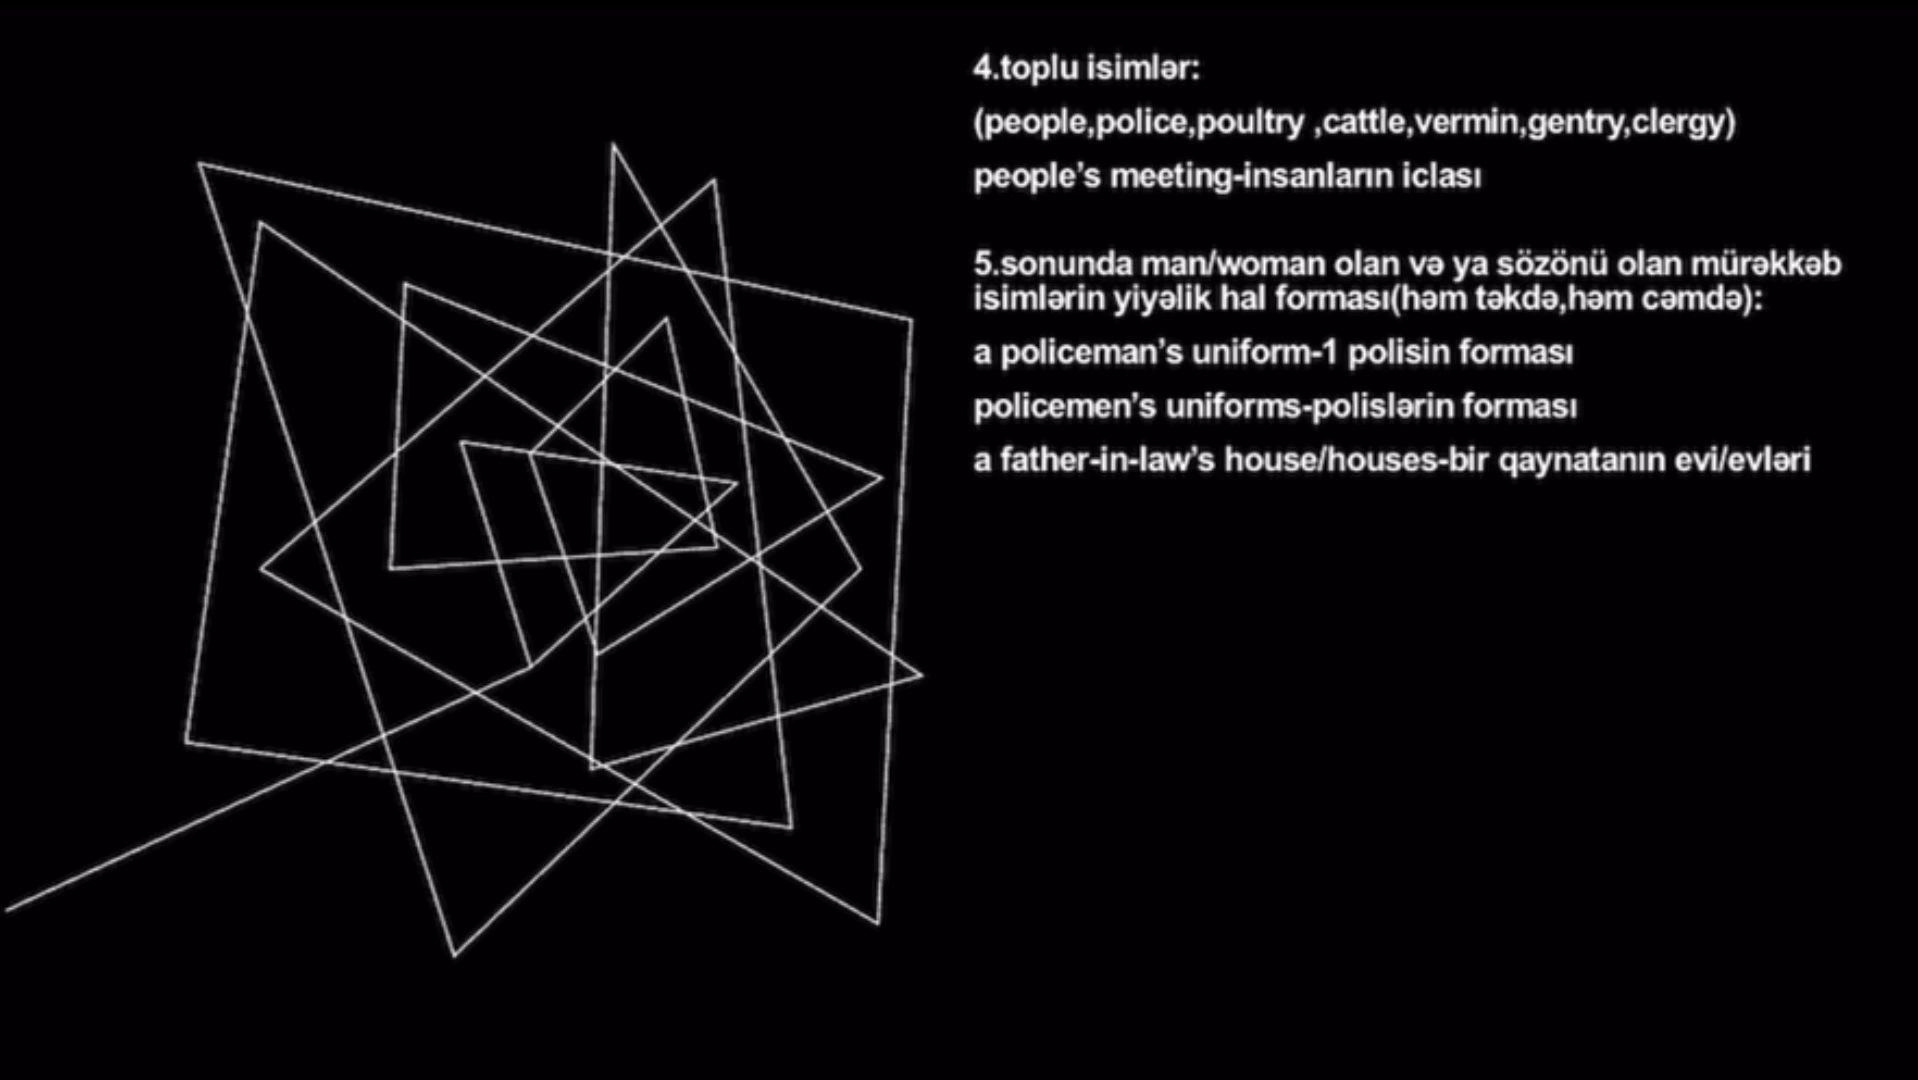 4.toplu isimlər:
(people,police,poultry ,cattle,vermin,gentry,clergy)
people's meeting-insanların iclası
5.sonunda man/woman olan və ya sözönü olan mürəkkəb
isimlərin yiyəlik hal forması(həm təkdə,həm cəmdə):
a policeman's uniform-1 polisin forması
policemen's uniforms-polislərin forması
a father-in-law's house/houses-bir qaynatanın evi/evləri